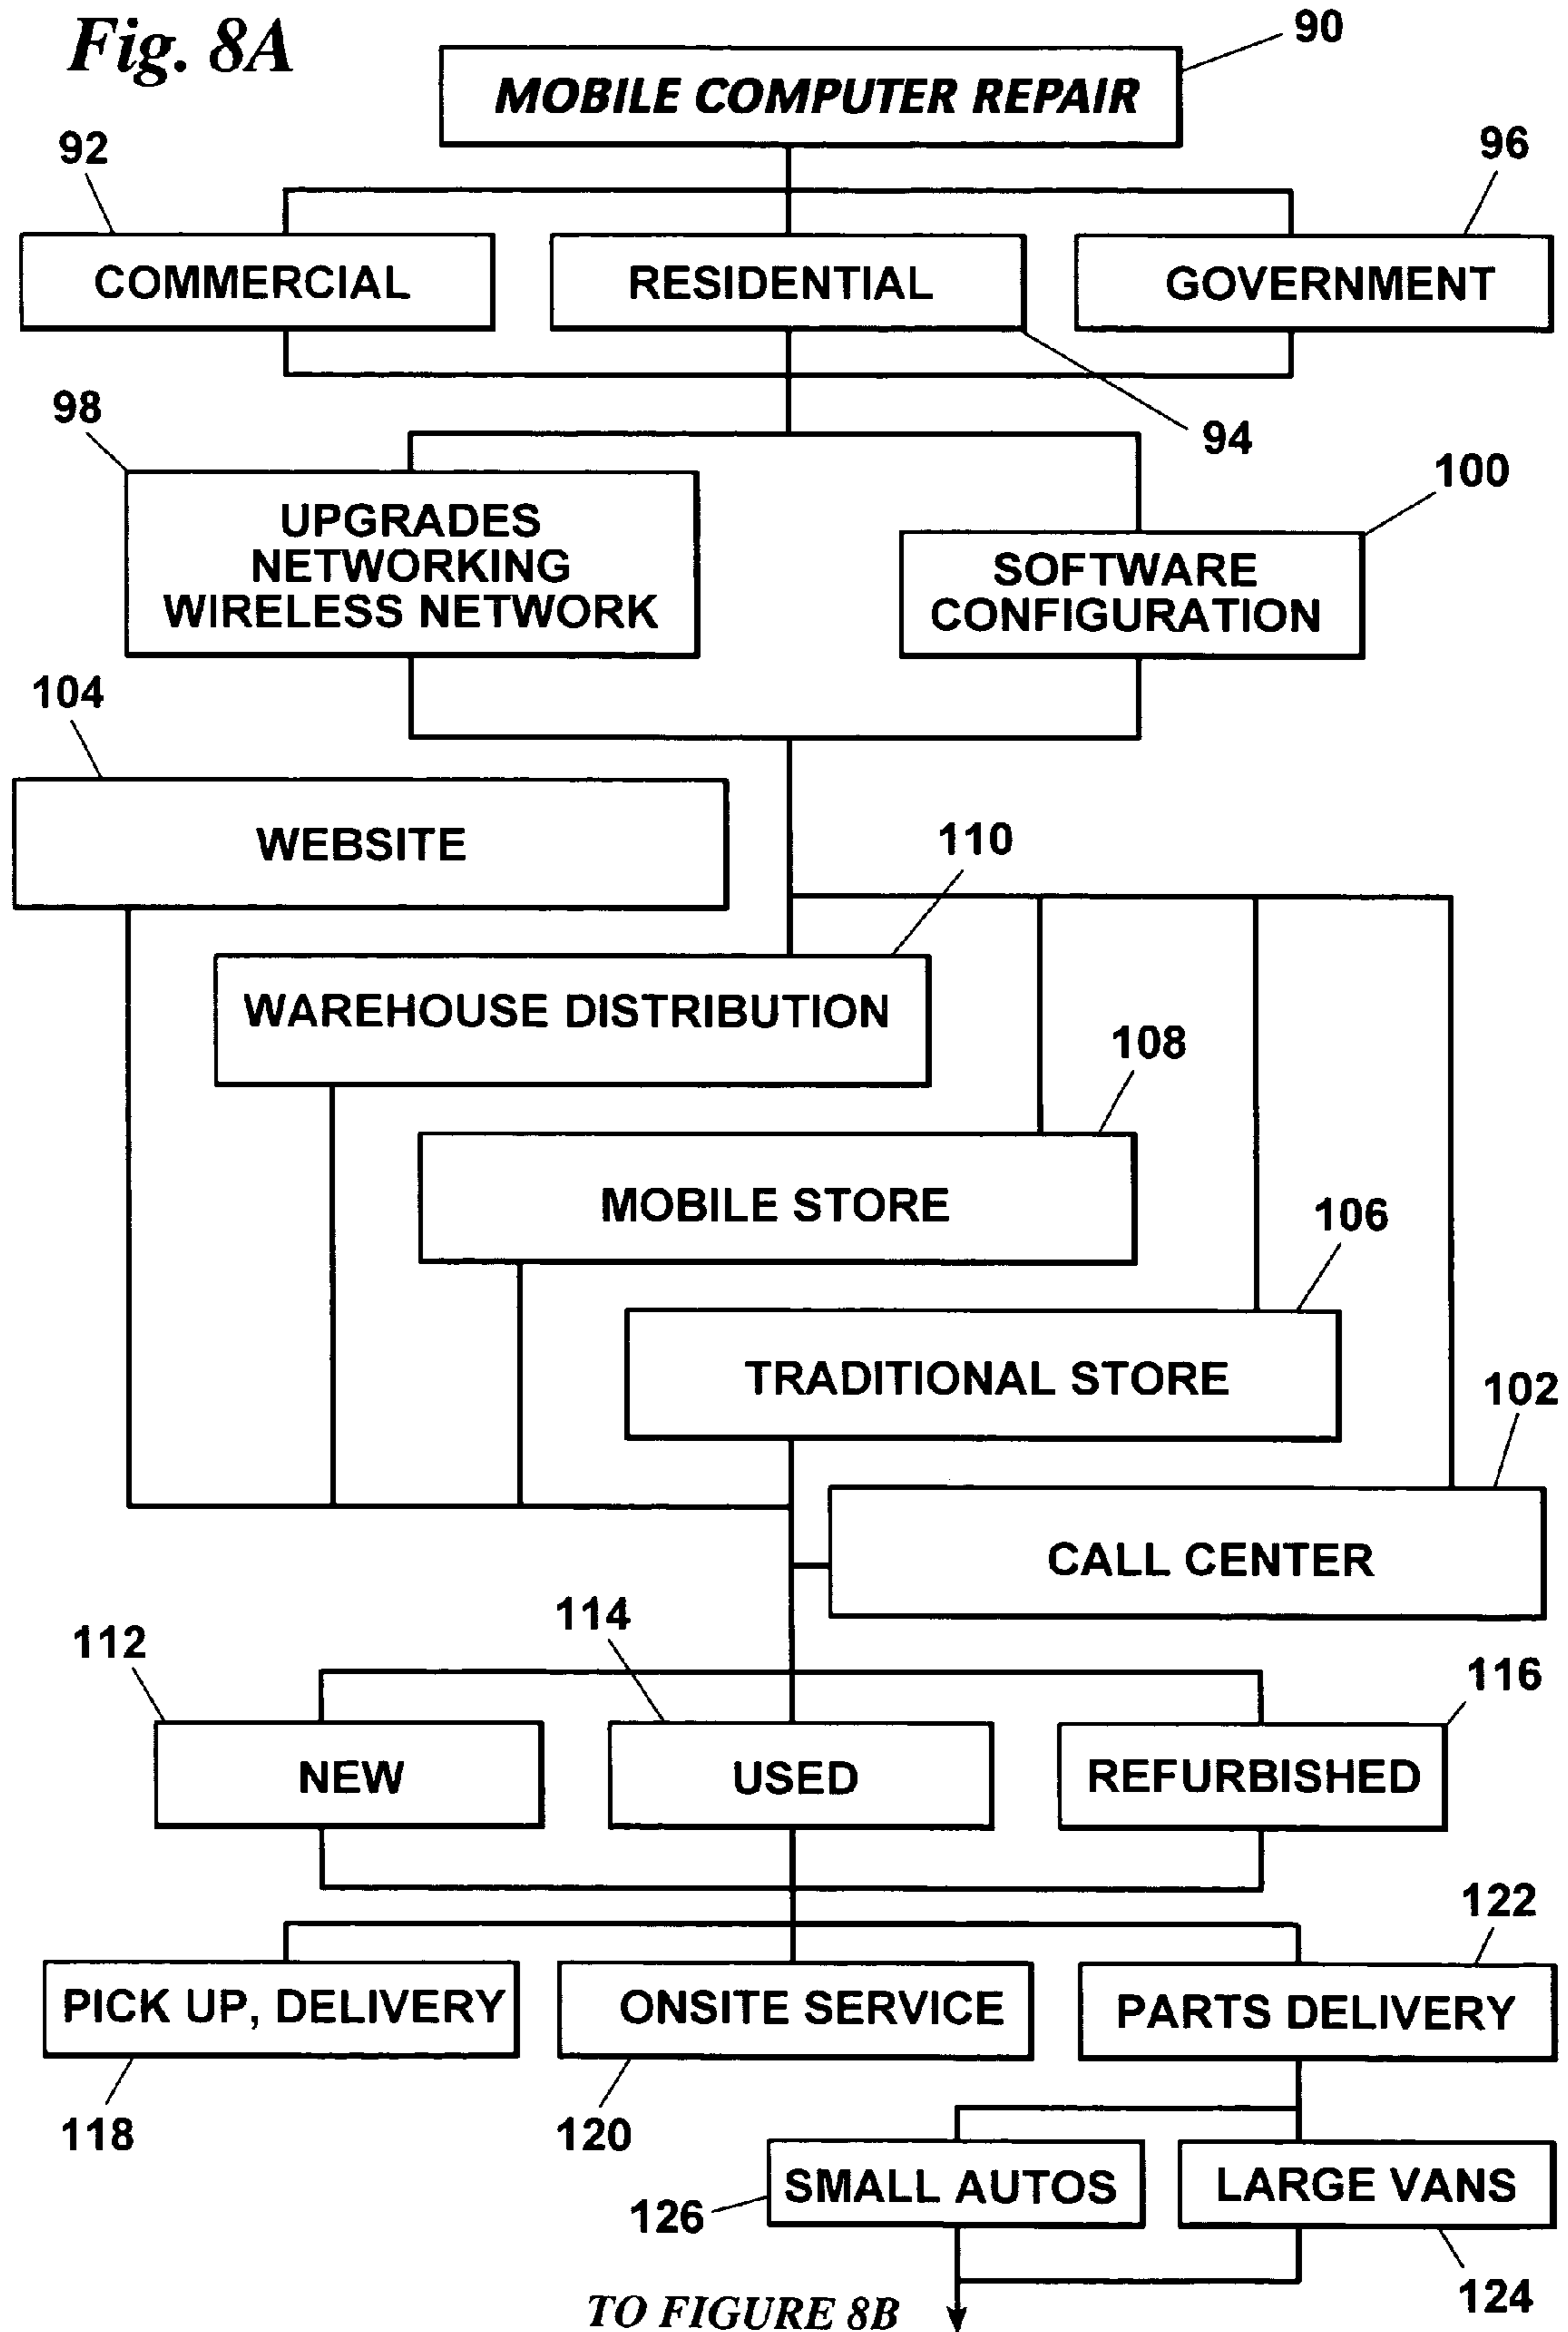 Fig. 8A
90
MOBILE COMPUTER REPAIR
92
96
COMMERCIAL
RESIDENTIAL
GOVERNMENT
98
94
100
UPGRADES
NETWORKING
WIRELESS NETWORK
SOFTWARE
CONFIGURATION
104
WEBSITE
110
WAREHOUSE DISTRIBUTION
108
MOBILE STORE
106
TRADITIONAL STORE
102
CALL CENTER
114
112
116
NEW
USED
REFURBISHED
122
PICK UP, DELIVERY
ONSITE SERVICE
PARTS DELIVERY
118
120
SMALL AUTOS
LARGE VANS
126
124
TO FIGURE 8B